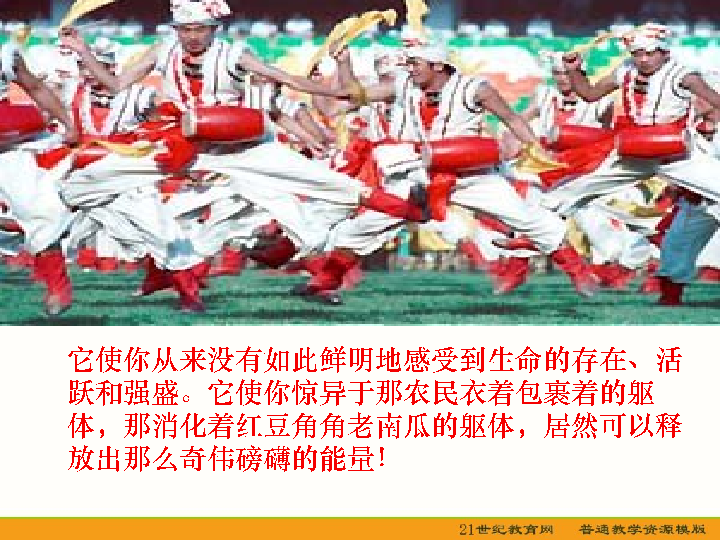 它使你从来没有如此鲜明地感受到生命的存在、活
跃和强盛。它使你惊异于那农民衣着包裹着的躯
体，那消化着红豆角角老南瓜的躯体，居然可以释
放出那么奇伟磅礴的能量！
21世纪教育网 普通教学资源模版